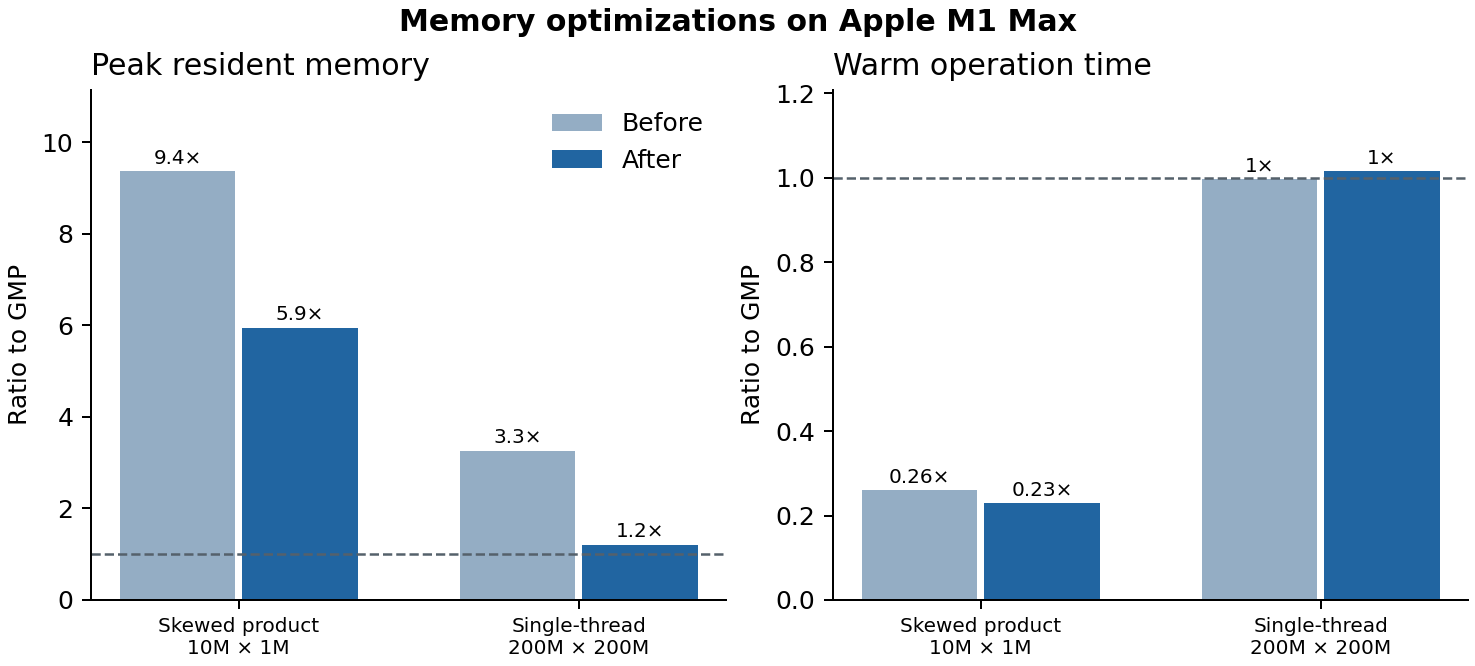 Memory optimizations on Apple M1 Max
Peak resident memory
Ratio to GMP
10
8
6
4
2
0
Before
After
9.4×
5.9×
3.3×
1.2×
Skewed product
10M × 1M
Single-thread
200M × 200M
Warm operation time
Ratio to GMP
1.2
1.0
0.8
0.6
0.4
0.2
0.0
0.26×
0.23×
1×
1×
Skewed product
10M × 1M
Single-thread
200M × 200M